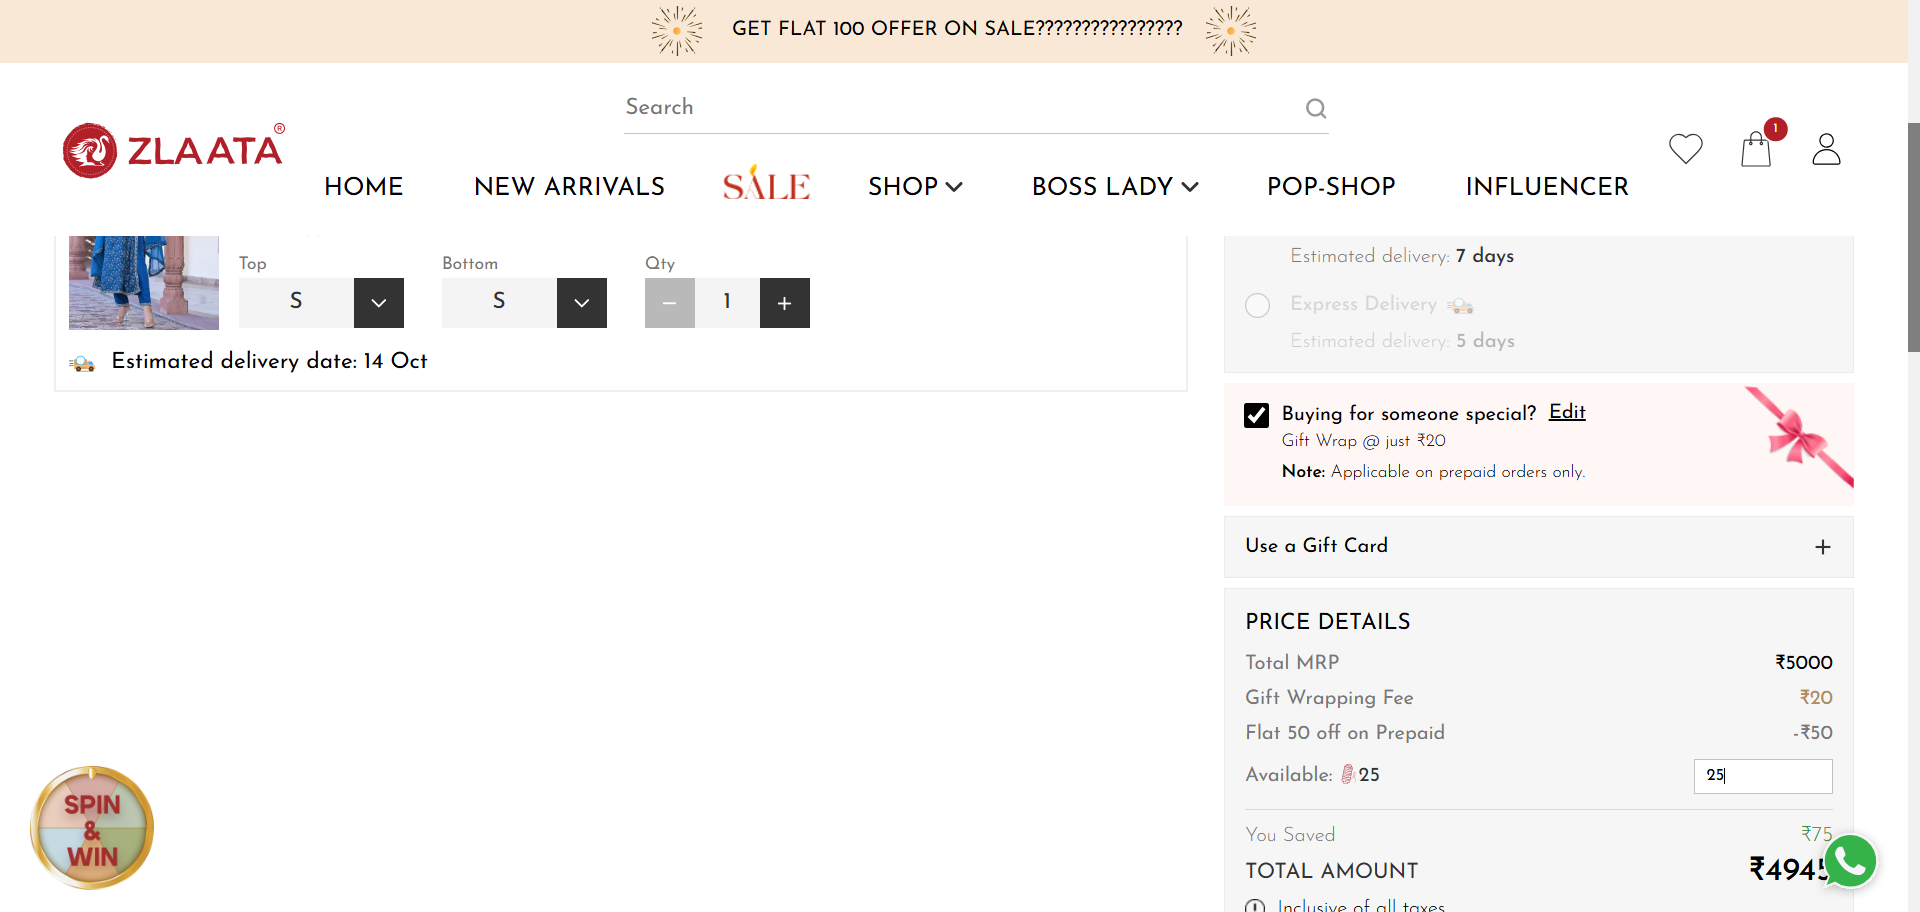 GET FLAT 100 OFFER ON SALE????????????????
Search
ZLAATA®
1
HOME
NEW ARRIVALS
SALE
SHOP
BOSS LADY
POP-SHOP
INFLUENCER
Top
Bottom
Qty
S
S
1
Estimated delivery date: 14 Oct
Estimated delivery: 7 days
Express Delivery
Estimated delivery: 5 days
Buying for someone special? Edit
Gift Wrap @ just ₹20
Note: Applicable on prepaid orders only.
Use a Gift Card
PRICE DETAILS
Total MRP ₹5000
Gift Wrapping Fee ₹20
Flat 50 off on Prepaid -₹50
Available: 25 25
You Saved ₹75
TOTAL AMOUNT ₹4945
Inclusive of all taxes
SPIN
&
WIN